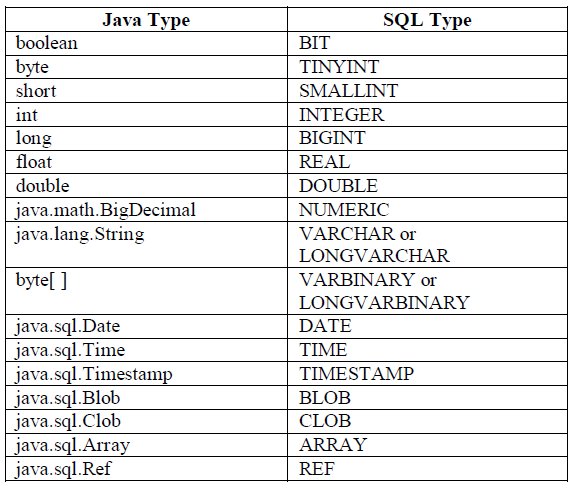 Java Type SQL Type
boolean BIT
byte TINYINT
short SMALLINT
int INTEGER
long BIGINT
float REAL
double DOUBLE
java.math.BigDecimal NUMERIC
java.lang.String VARCHAR or
LONGVARCHAR
byte[ ] VARBINARY or
LONGVARBINARY
java.sql.Date DATE
java.sql.Time TIME
java.sql.Timestamp TIMESTAMP
java.sql.Blob BLOB
java.sql.Clob CLOB
java.sql.Array ARRAY
java.sql.Ref REF